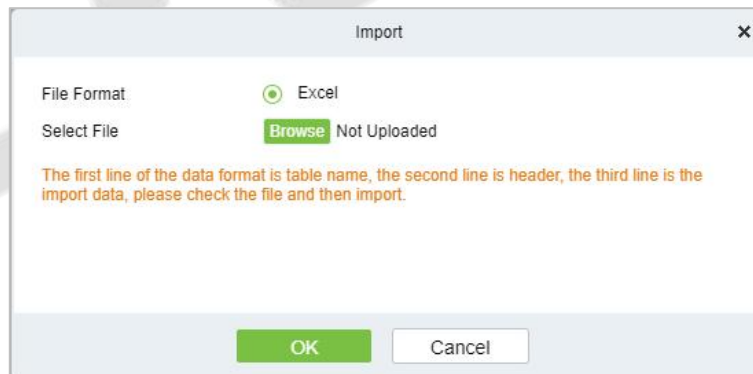 Import ×
File Format Excel
Select File Browse Not Uploaded
The first line of the data format is table name, the second line is header, the third line is the
import data, please check the file and then import.
OK Cancel